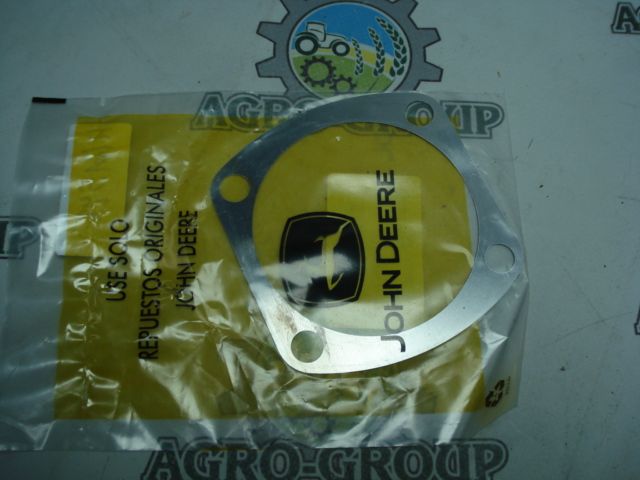 AGRO-GROUP
USE SOLO
REPUESTOS ORIGINALES
JOHN DEERE
JOHN DEERE
AGRO-GROUP